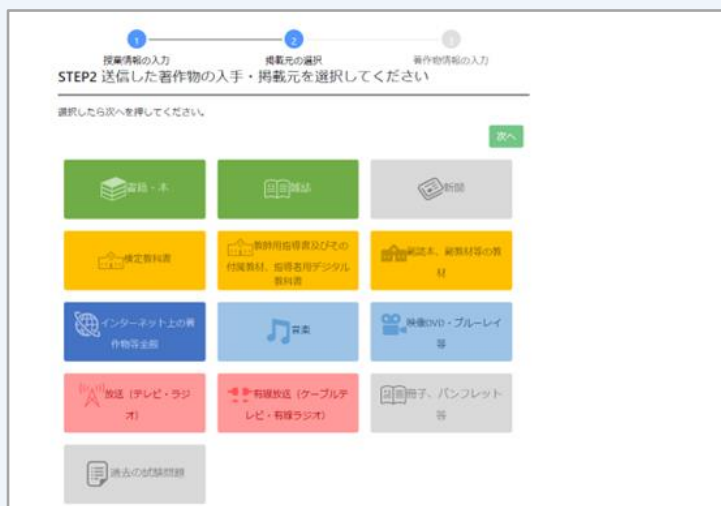 1
2
3
授業情報の入力
掲載元の選択
著作物情報の入力
STEP2 送信した著作物の入手・掲載元を選択してください
選択したら次へを押してください。
次へ
書籍・本
雑誌
新聞
検定教科書
教師用指導書及びその
付属教材、指導者用デジタル
教科書
副読本、副教材等の教
材
インターネット上の著
作物等全般
音楽
映像DVD・ブルーレイ
等
放送（テレビ・ラジ
オ）
有線放送（ケーブルテ
レビ・有線ラジオ）
冊子、パンフレット
等
過去の試験問題